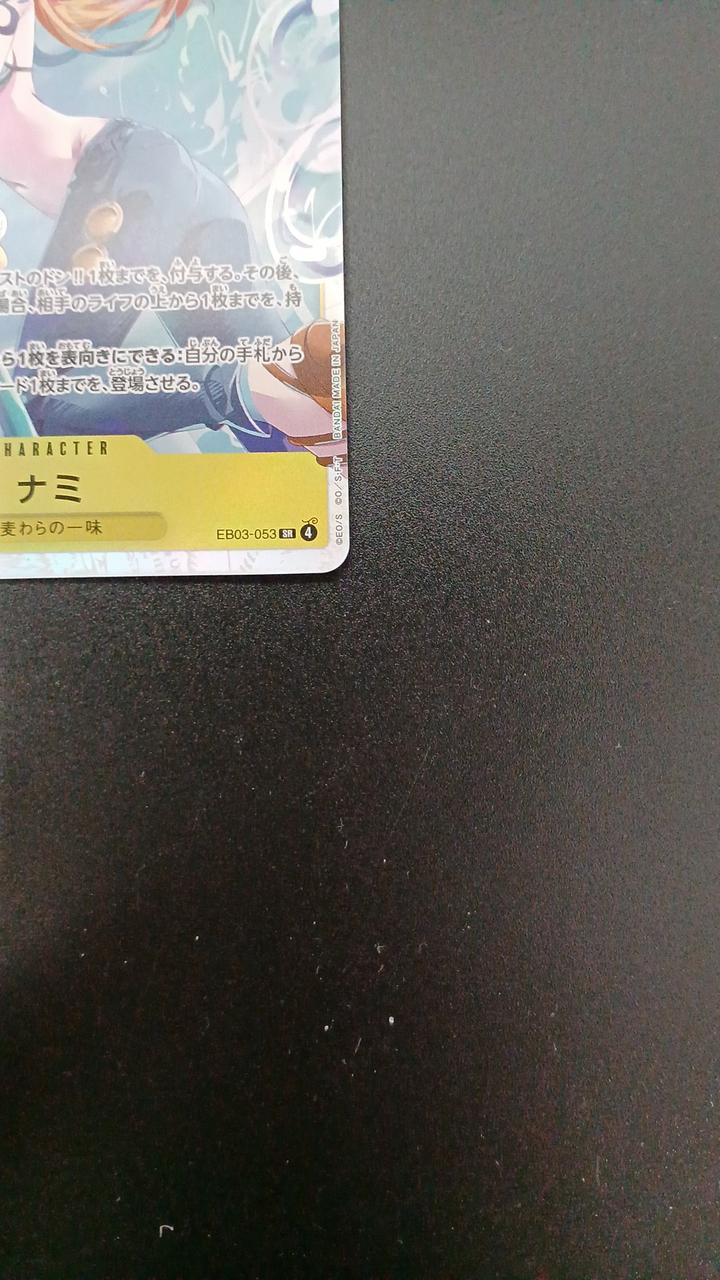 ストのドン!! 1枚までを、付与する。その後、
場合、相手のライフの上から1枚までを、持
ら1枚を表向きにできる:自分の手札から
ード1枚までを、登場させる。
HARACTER
ナミ
麦わらの一味
EB03-053 SR 4
©E.O/S. ©O/S.F.T BANDAI MADE IN JAPAN